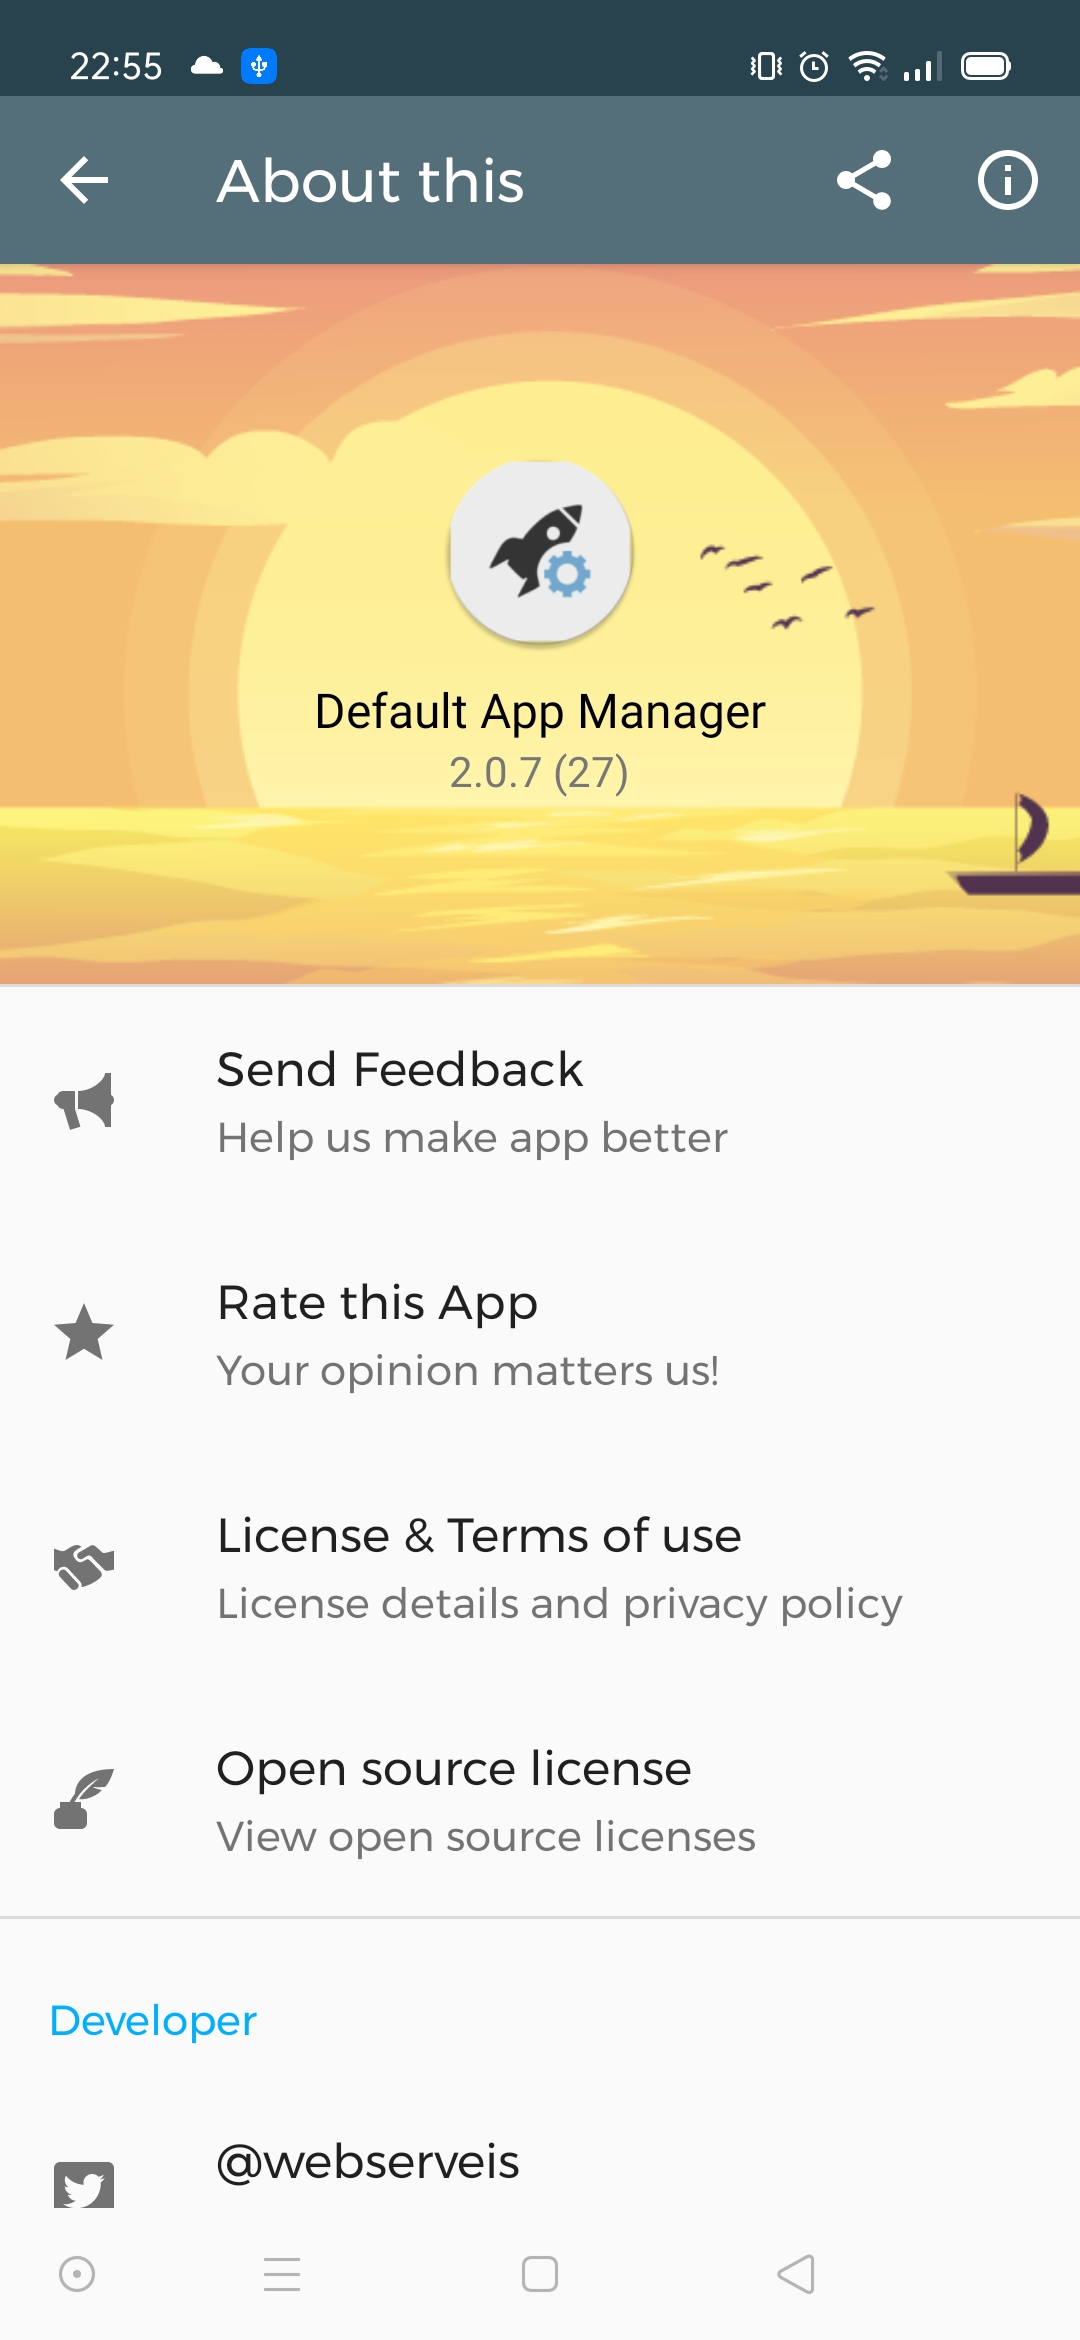 22:55
About this
Default App Manager
2.0.7 (27)
Send Feedback
Help us make app better
Rate this App
Your opinion matters us!
License & Terms of use
License details and privacy policy
Open source license
View open source licenses
Developer
@webserveis